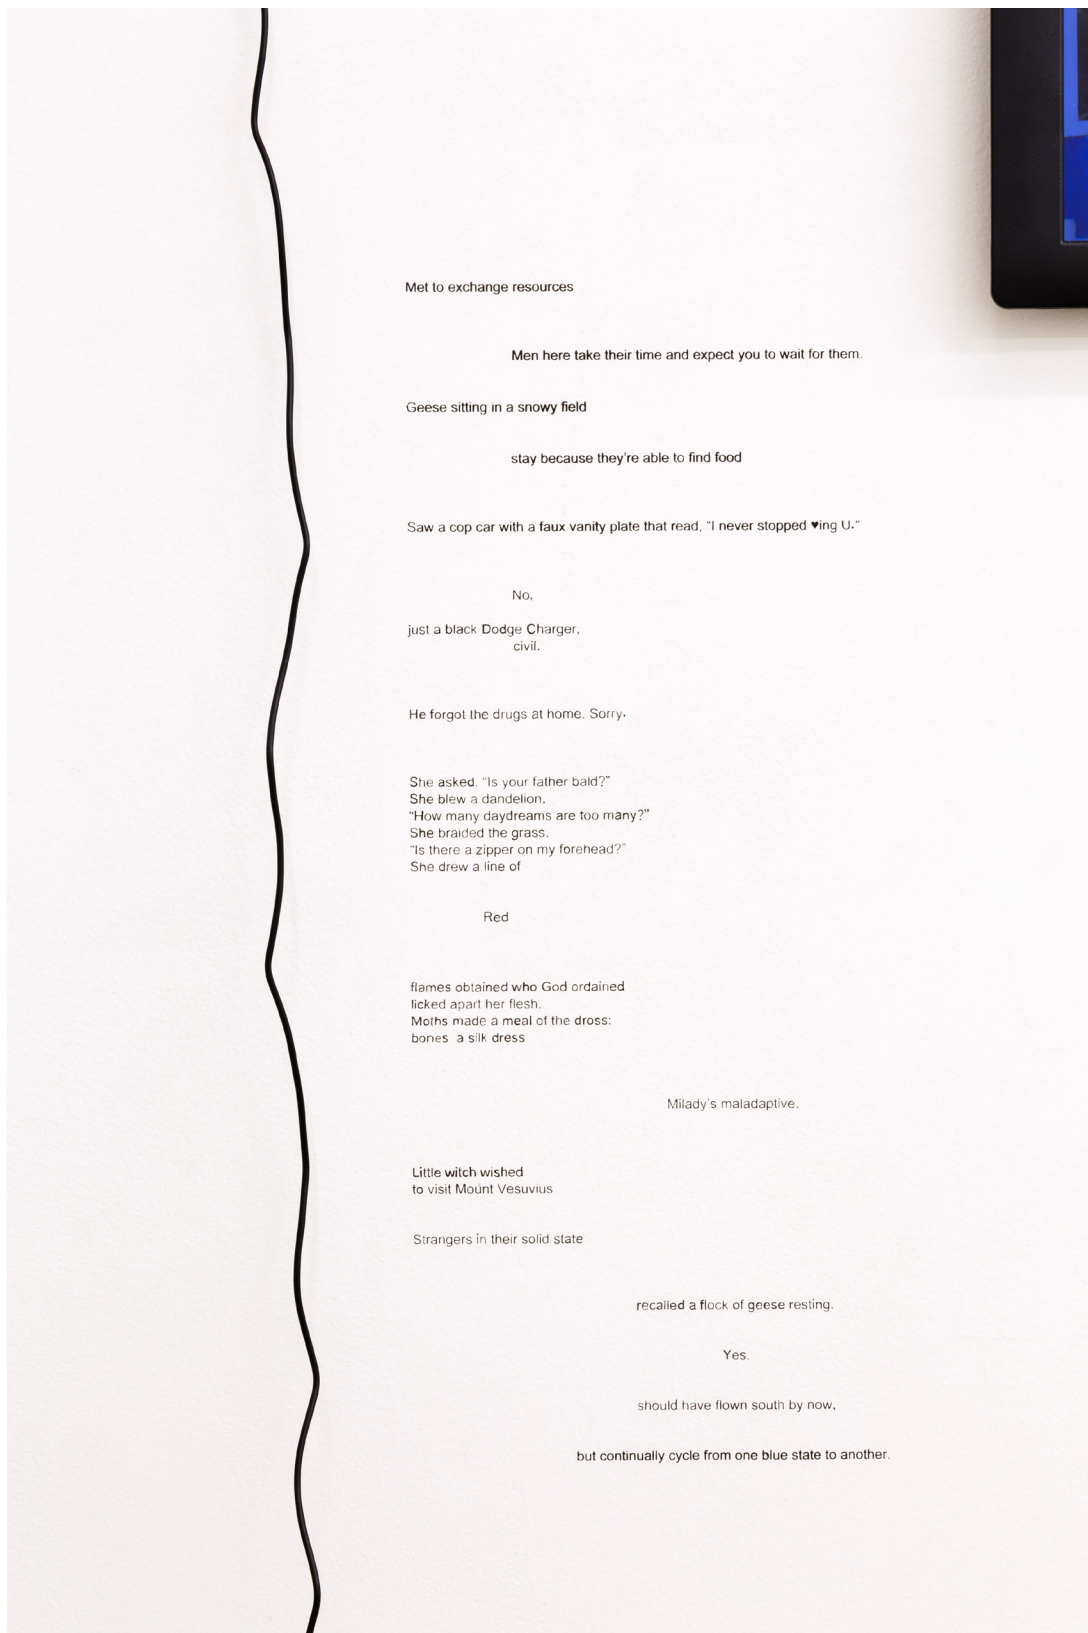 Met to exchange resources
Men here take their time and expect you to wait for them.
Geese sitting in a snowy field
stay because they're able to find food
Saw a cop car with a faux vanity plate that read, “I never stopped ♥ing U.”
No,
just a black Dodge Charger,
civil.
He forgot the drugs at home. Sorry.
She asked, “Is your father bald?”
She blew a dandelion.
“How many daydreams are too many?”
She braided the grass.
“Is there a zipper on my forehead?”
She drew a line of
Red
flames obtained who God ordained
licked apart her flesh.
Moths made a meal of the dross:
bones  a silk dress
Milady's maladaptive.
Little witch wished
to visit Mount Vesuvius
Strangers in their solid state
recalled a flock of geese resting.
Yes.
should have flown south by now,
but continually cycle from one blue state to another.